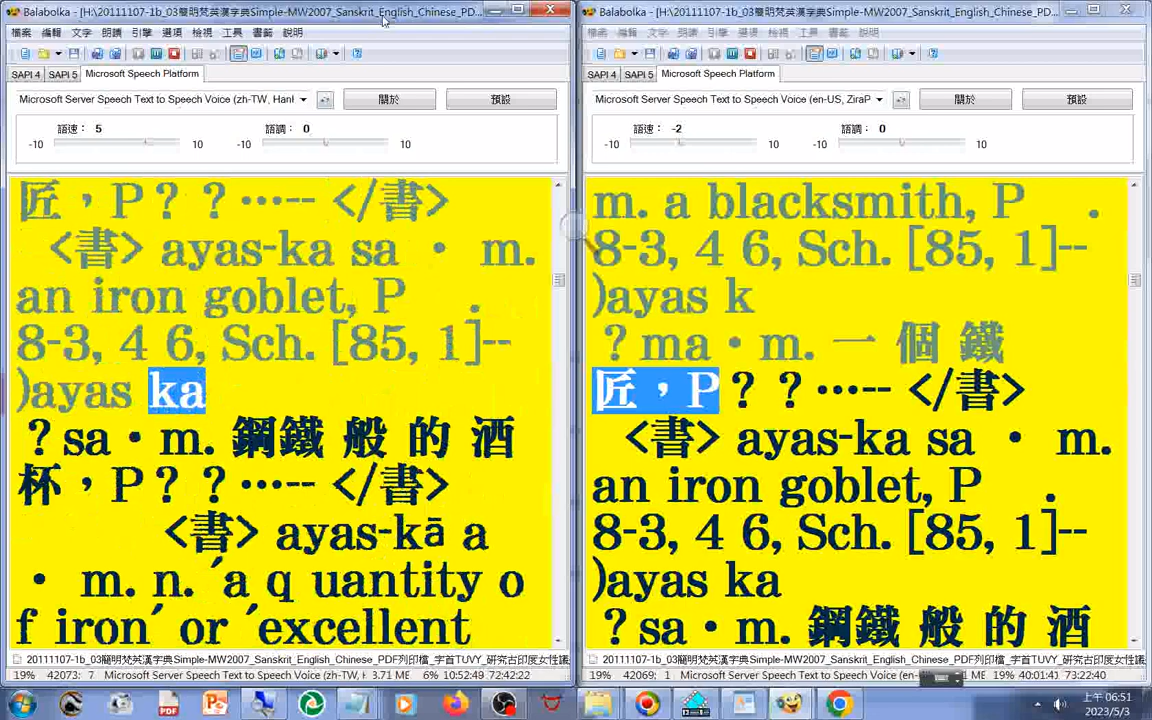 Balabolka - [H:\20111107-1b_03簡明梵英漢字典Simple-MW2007_Sanskrit_English_Chinese_PD...
檔案 編輯 文字 朗讀 引擎 選項 檢視 工具 書籤 說明
SAPI 4 SAPI 5 Microsoft Speech Platform
Microsoft Server Speech Text to Speech Voice (zh-TW, Hanl
關於 預設
語速： 5 語調： 0
-10 10 -10 10
匠，P？？…-- </書>
<書> ayas-ka sa • m.
an iron goblet, P .
8-3, 4 6, Sch. [85, 1]--
)ayas ka
？sa•m. 鋼鐵 般 的 酒
杯，P？？…-- </書>
<書> ayas-kā a
• m. n. ´a q uantity o
f iron´ or ´excellent
20111107-1b_03簡明梵英漢字典Simple-MW2007_Sanskrit_English_Chinese_PDF列印檔_字首TUVY_研究古印度女性議
19% 42073: 7 Microsoft Server Speech Text to Speech Voice (zh-TW, H 3.71 ME 6% 10:52:49 72:42:22
Balabolka - [H:\20111107-1b_03簡明梵英漢字典Simple-MW2007_Sanskrit_English_Chinese_PD...
檔案 編輯 文字 朗讀 引擎 選項 檢視 工具 書籤 說明
SAPI 4 SAPI 5 Microsoft Speech Platform
Microsoft Server Speech Text to Speech Voice (en-US, ZiraP
關於 預設
語速： -2 語調： 0
-10 10 -10 10
m. a blacksmith, P .
8-3, 4 6, Sch. [85, 1]--
)ayas k
？ma•m. 一 個 鐵
匠，P？？…-- </書>
<書> ayas-ka sa • m.
an iron goblet, P .
8-3, 4 6, Sch. [85, 1]--
)ayas ka
？sa•m. 鋼鐵 般 的 酒
20111107-1b_03簡明梵英漢字典Simple-MW2007_Sanskrit_English_Chinese_PDF列印檔_字首TUVY_研究古印度女性議
19% 42069: 1 Microsoft Server Speech Text to Speech Voice 19% 40:01:41 73:22:40
上午 06:51
2023/5/3